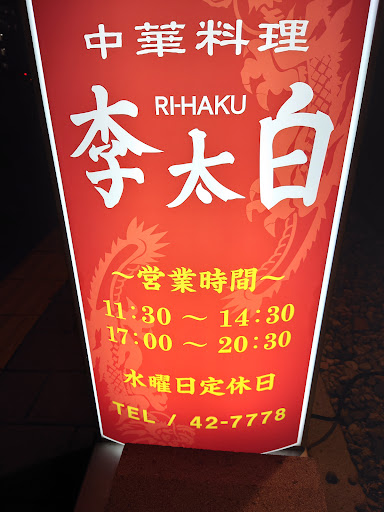 中華料理
RI-HAKU
李太白
～営業時間～
11:30 ～ 14:30
17:00 ～ 20:30
水曜日定休日
TEL / 42-7778